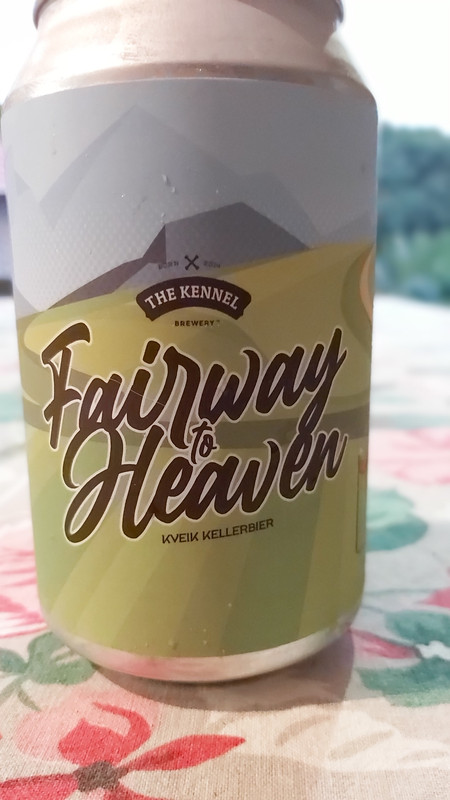 THE KENNEL
BREWERY
Fairway
to
Heaven
KVEIK KELLERBIER